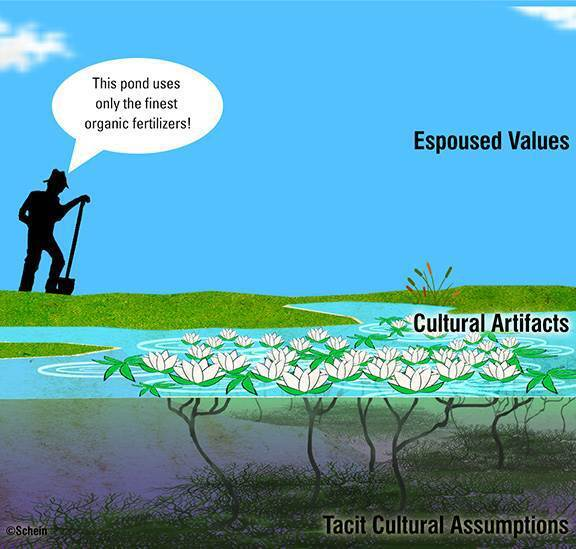 This pond uses
only the finest
organic fertilizers!
Espoused Values
Cultural Artifacts
Tacit Cultural Assumptions
©Schein